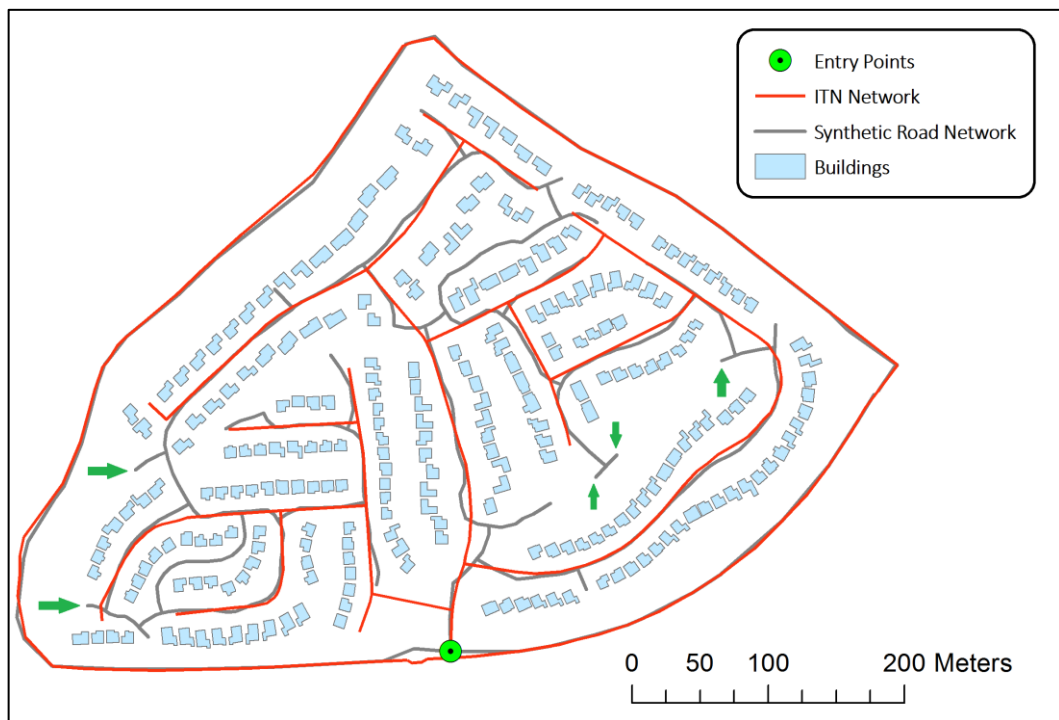 Entry Points
ITN Network
Synthetic Road Network
Buildings
0 50 100 200 Meters